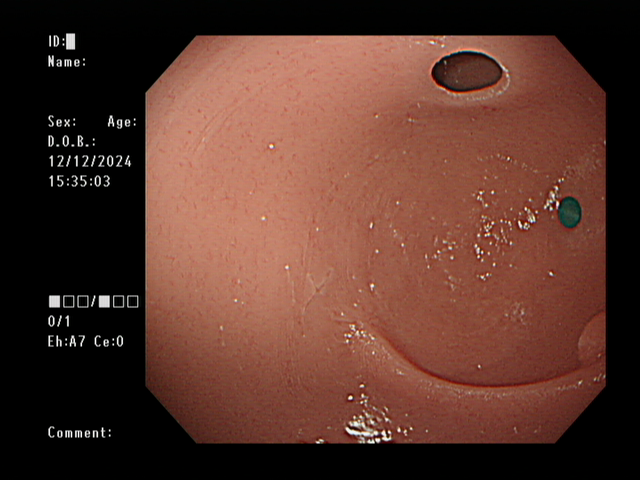 ID:
Name:
Sex: Age:
D.O.B.:
12/12/2024
15:35:03
■□□/■□□
0/1
Eh:A7 Ce:0
Comment: